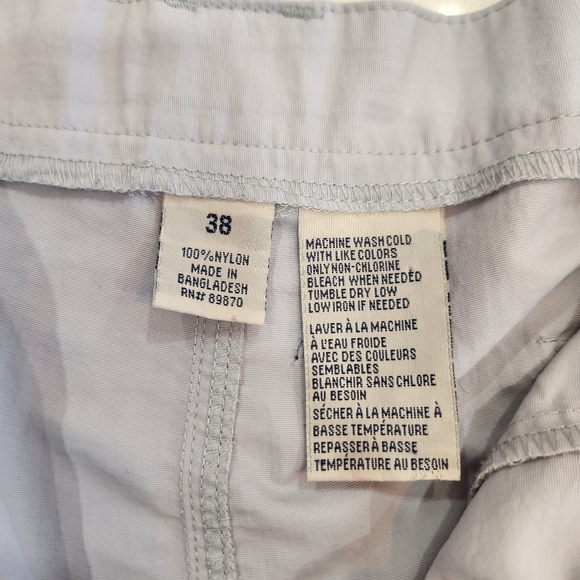 38
100%NYLON
MADE IN
BANGLADESH
RN# 89870
MACHINE WASH COLD
WITH LIKE COLORS
ONLY NON-CHLORINE
BLEACH WHEN NEEDED
TUMBLE DRY LOW
LOW IRON IF NEEDED
LAVER À LA MACHINE
À L'EAU FROIDE
AVEC DES COULEURS
SEMBLABLES
BLANCHIR SANS CHLORE
AU BESOIN
SÉCHER À LA MACHINE À
BASSE TEMPÉRATURE
REPASSER À BASSE
TEMPÉRATURE AU BESOIN